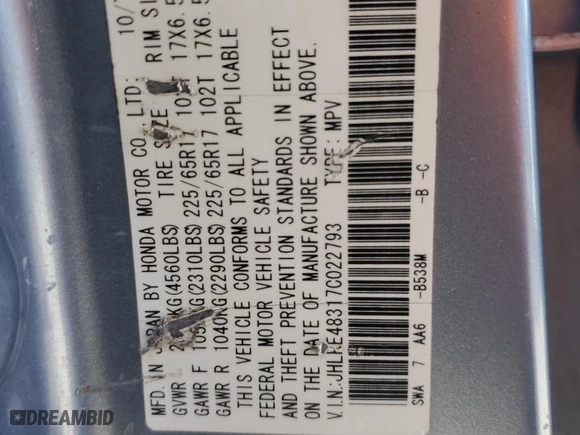 MFD. IN JAPAN BY HONDA MOTOR CO., LTD. 10/
GVWR KG(4560LBS) TIRE SIZE RIM SI
GAWR F KG(2310LBS) 225/65R17 102T 17X6.5
GAWR R 1040KG(2290LBS) 225/65R17 102T 17X6.5
THIS VEHICLE CONFORMS TO ALL APPLICABLE
FEDERAL MOTOR VEHICLE SAFETY
AND THEFT PREVENTION STANDARDS IN EFFECT
ON THE DATE OF MANUFACTURE SHOWN ABOVE.
V.I.N.:JHLRE48317C022793 TYPE: MPV
SWA 7 AA6 -B538M -B -C
DREAMBID